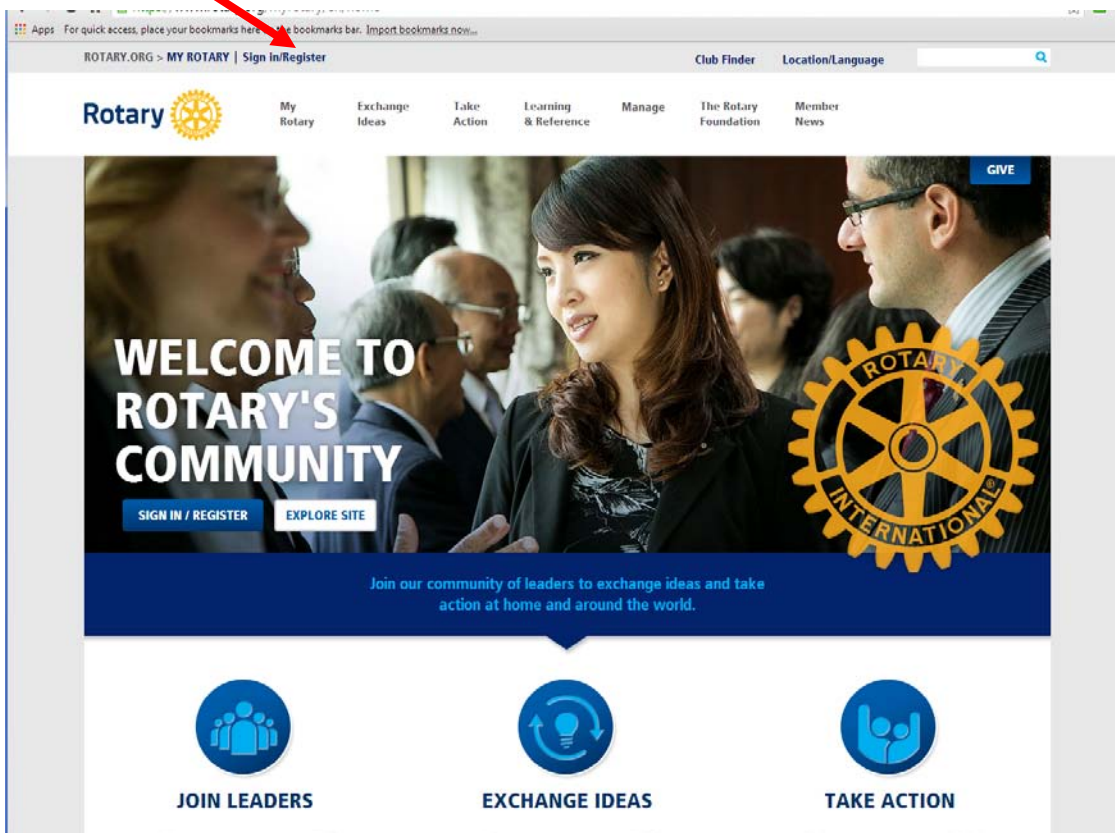 Apps For quick access, place your bookmarks here bookmarks bar. Import bookmarks now...
ROTARY.ORG > MY ROTARY | Sign in/Register Club Finder Location/Language
Rotary
My Rotary
Exchange Ideas
Take Action
Learning & Reference
Manage
The Rotary Foundation
Member News
GIVE
WELCOME TO
ROTARY'S
COMMUNITY
SIGN IN / REGISTER EXPLORE SITE
ROTARY
INTERNATIONAL
Join our community of leaders to exchange ideas and take
action at home and around the world.
JOIN LEADERS EXCHANGE IDEAS TAKE ACTION